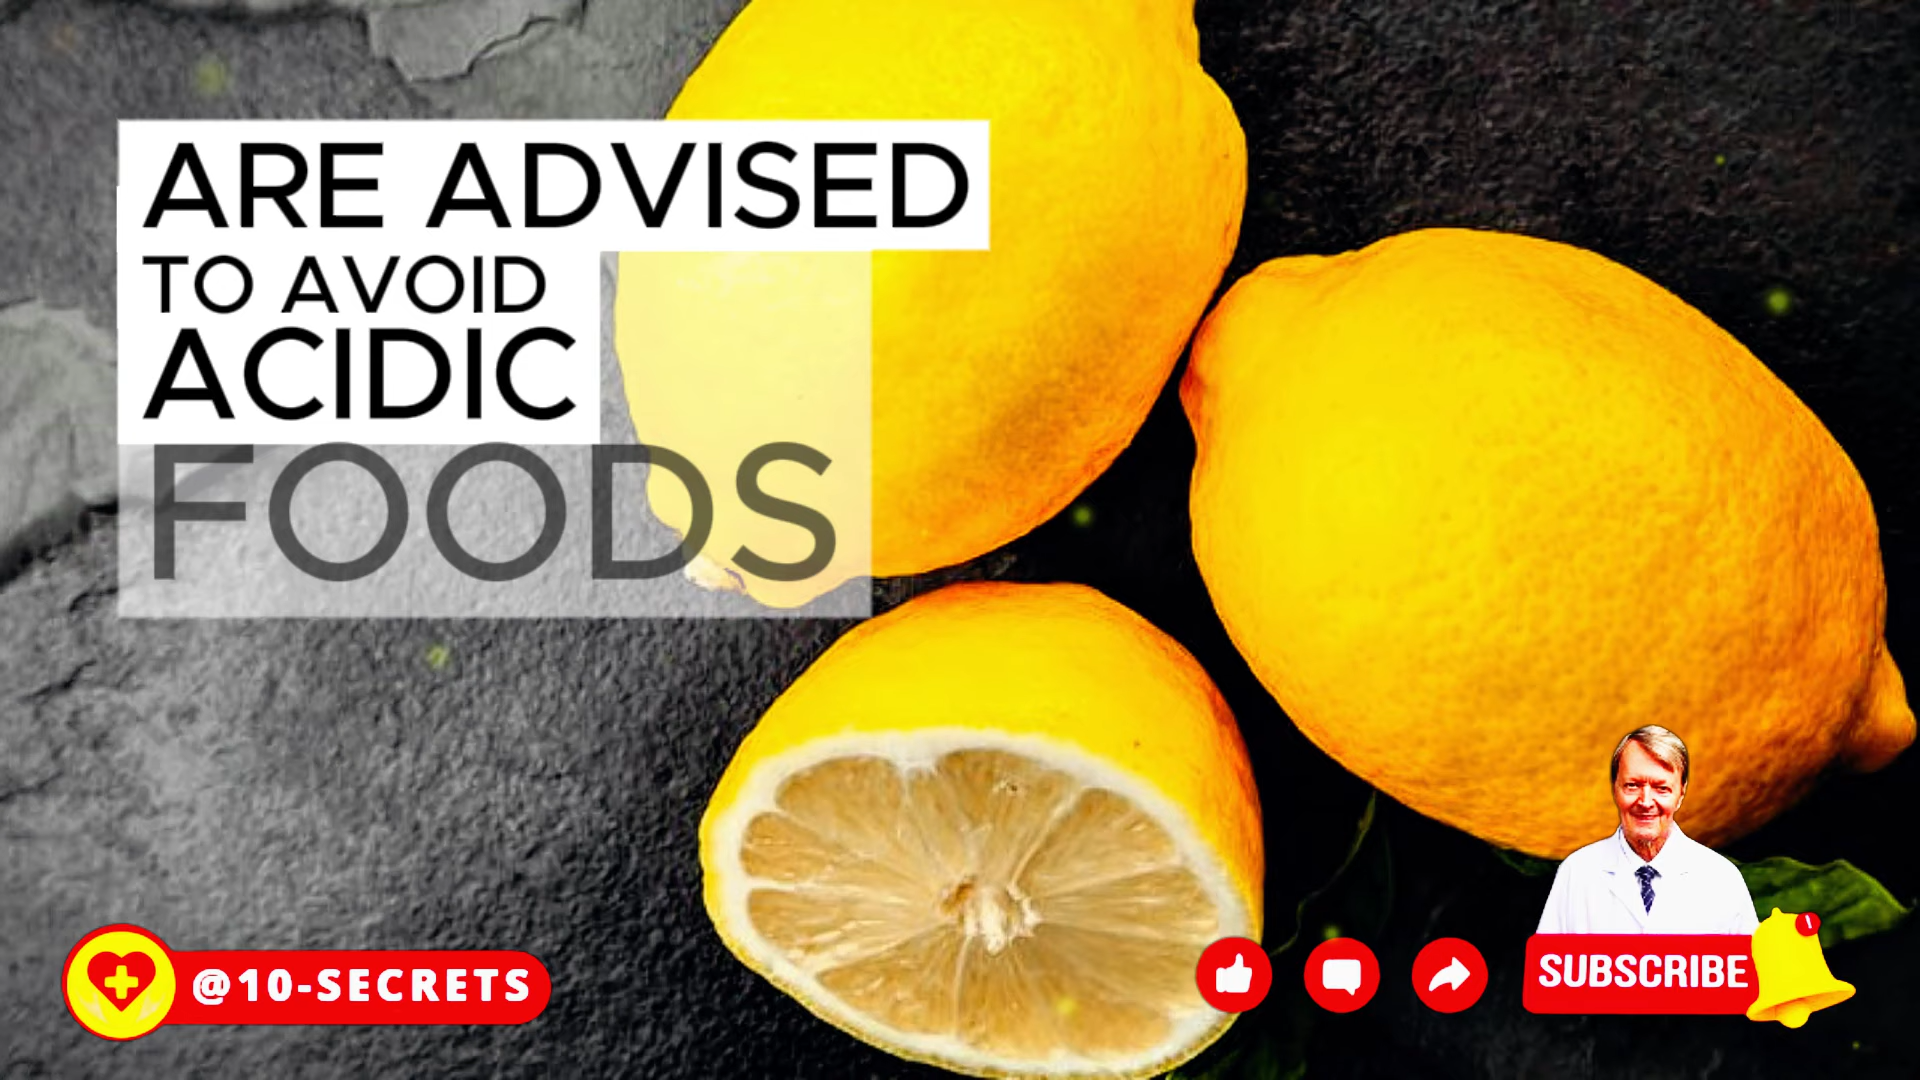 ARE ADVISED
TO AVOID
ACIDIC
FOODS
@10-SECRETS
SUBSCRIBE